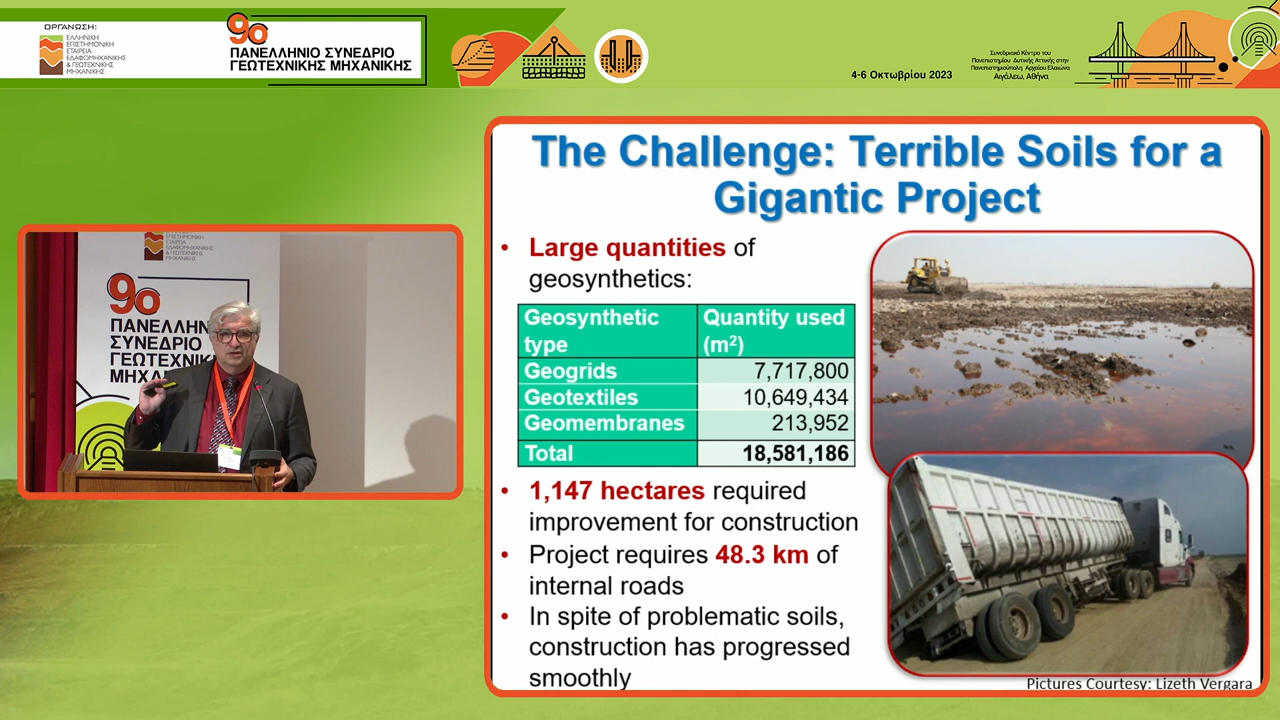 ΟΡΓΑΝΩΣΗ:
ΕΛΛΗΝΙΚΗ
ΕΠΙΣΤΗΜΟΝΙΚΗ
ΕΤΑΙΡΕΙΑ
ΕΔΑΦΟΜΗΧΑΝΙΚΗΣ
& ΓΕΩΤΕΧΝΙΚΗΣ
ΜΗΧΑΝΙΚΗΣ
9ο
ΠΑΝΕΛΛΗΝΙΟ ΣΥΝΕΔΡΙΟ
ΓΕΩΤΕΧΝΙΚΗΣ ΜΗΧΑΝΙΚΗΣ
4-6 Οκτωβρίου 2023
Συνεδριακό Κέντρο του
Πανεπιστημίου Δυτικής Αττικής στην
Πανεπιστημιούπολη Αρχαίου Ελαιώνα
Αιγάλεω, Αθήνα
ΕΠΙΣΤΗΜΟΝΙΚΗ
ΕΤΑΙΡΕΙΑ
ΕΔΑΦΟΜΗΧΑΝΙΚΗΣ
& ΓΕΩΤΕΧΝΙΚΗΣ
ΜΗΧΑΝΙΚΗΣ
9ο
ΠΑΝΕΛΛΗΝ
ΣΥΝΕΔΡΙΟ
ΓΕΩΤΕΧΝΙΚ
ΜΗΧΑ
The Challenge: Terrible Soils for a
Gigantic Project
• Large quantities of
geosynthetics:
Geosynthetic type Quantity used (m²)
Geogrids 7,717,800
Geotextiles 10,649,434
Geomembranes 213,952
Total 18,581,186
• 1,147 hectares required
improvement for construction
• Project requires 48.3 km of
internal roads
• In spite of problematic soils,
construction has progressed
smoothly
Pictures Courtesy: Lizeth Vergara